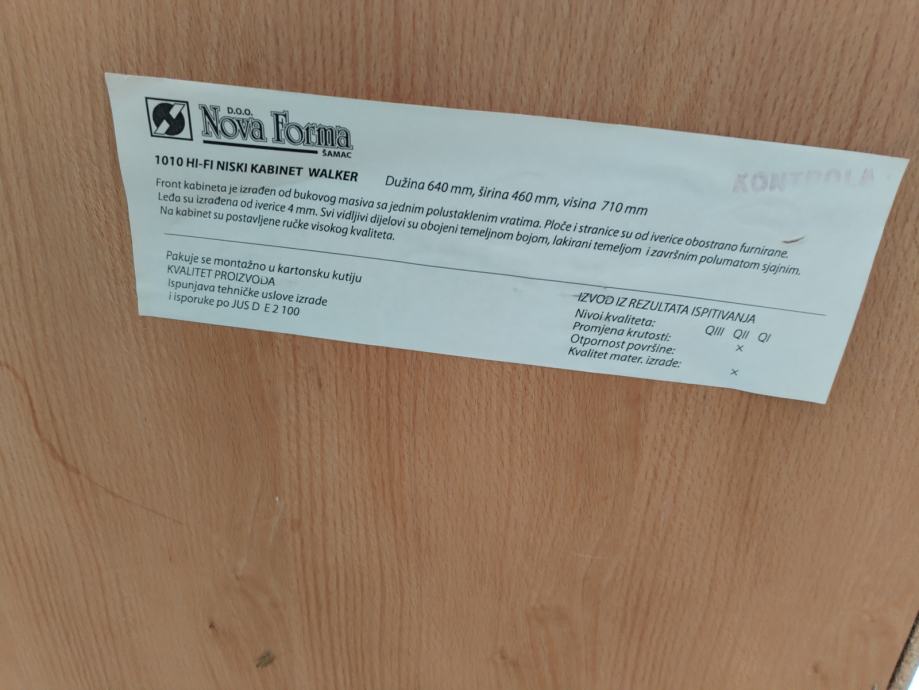 D.O.O.
Nova Forma
ŠAMAC
KONTROLA
1010 HI-FI NISKI KABINET WALKER Dužina 640 mm, širina 460 mm, visina 710 mm
Front kabineta je izrađen od bukovog masiva sa jednim polustaklenim vratima. Ploče i stranice su od iverice obostrano furnirane.
Leđa su izrađena od iverice 4 mm. Svi vidljivi dijelovi su obojeni temeljnom bojom, lakirani temeljom i završnim polumatom sjajnim.
Na kabinet su postavljene ručke visokog kvaliteta.
Pakuje se montažno u kartonsku kutiju
KVALITET PROIZVODA
Ispunjava tehničke uslove izrade
i isporuke po JUS D E 2 100
IZVOD IZ REZULTATA ISPITIVANJA
Nivoi kvaliteta: QIII QII QI
Promjena krutosti: x
Otpornost površine:
Kvalitet mater. izrade: x